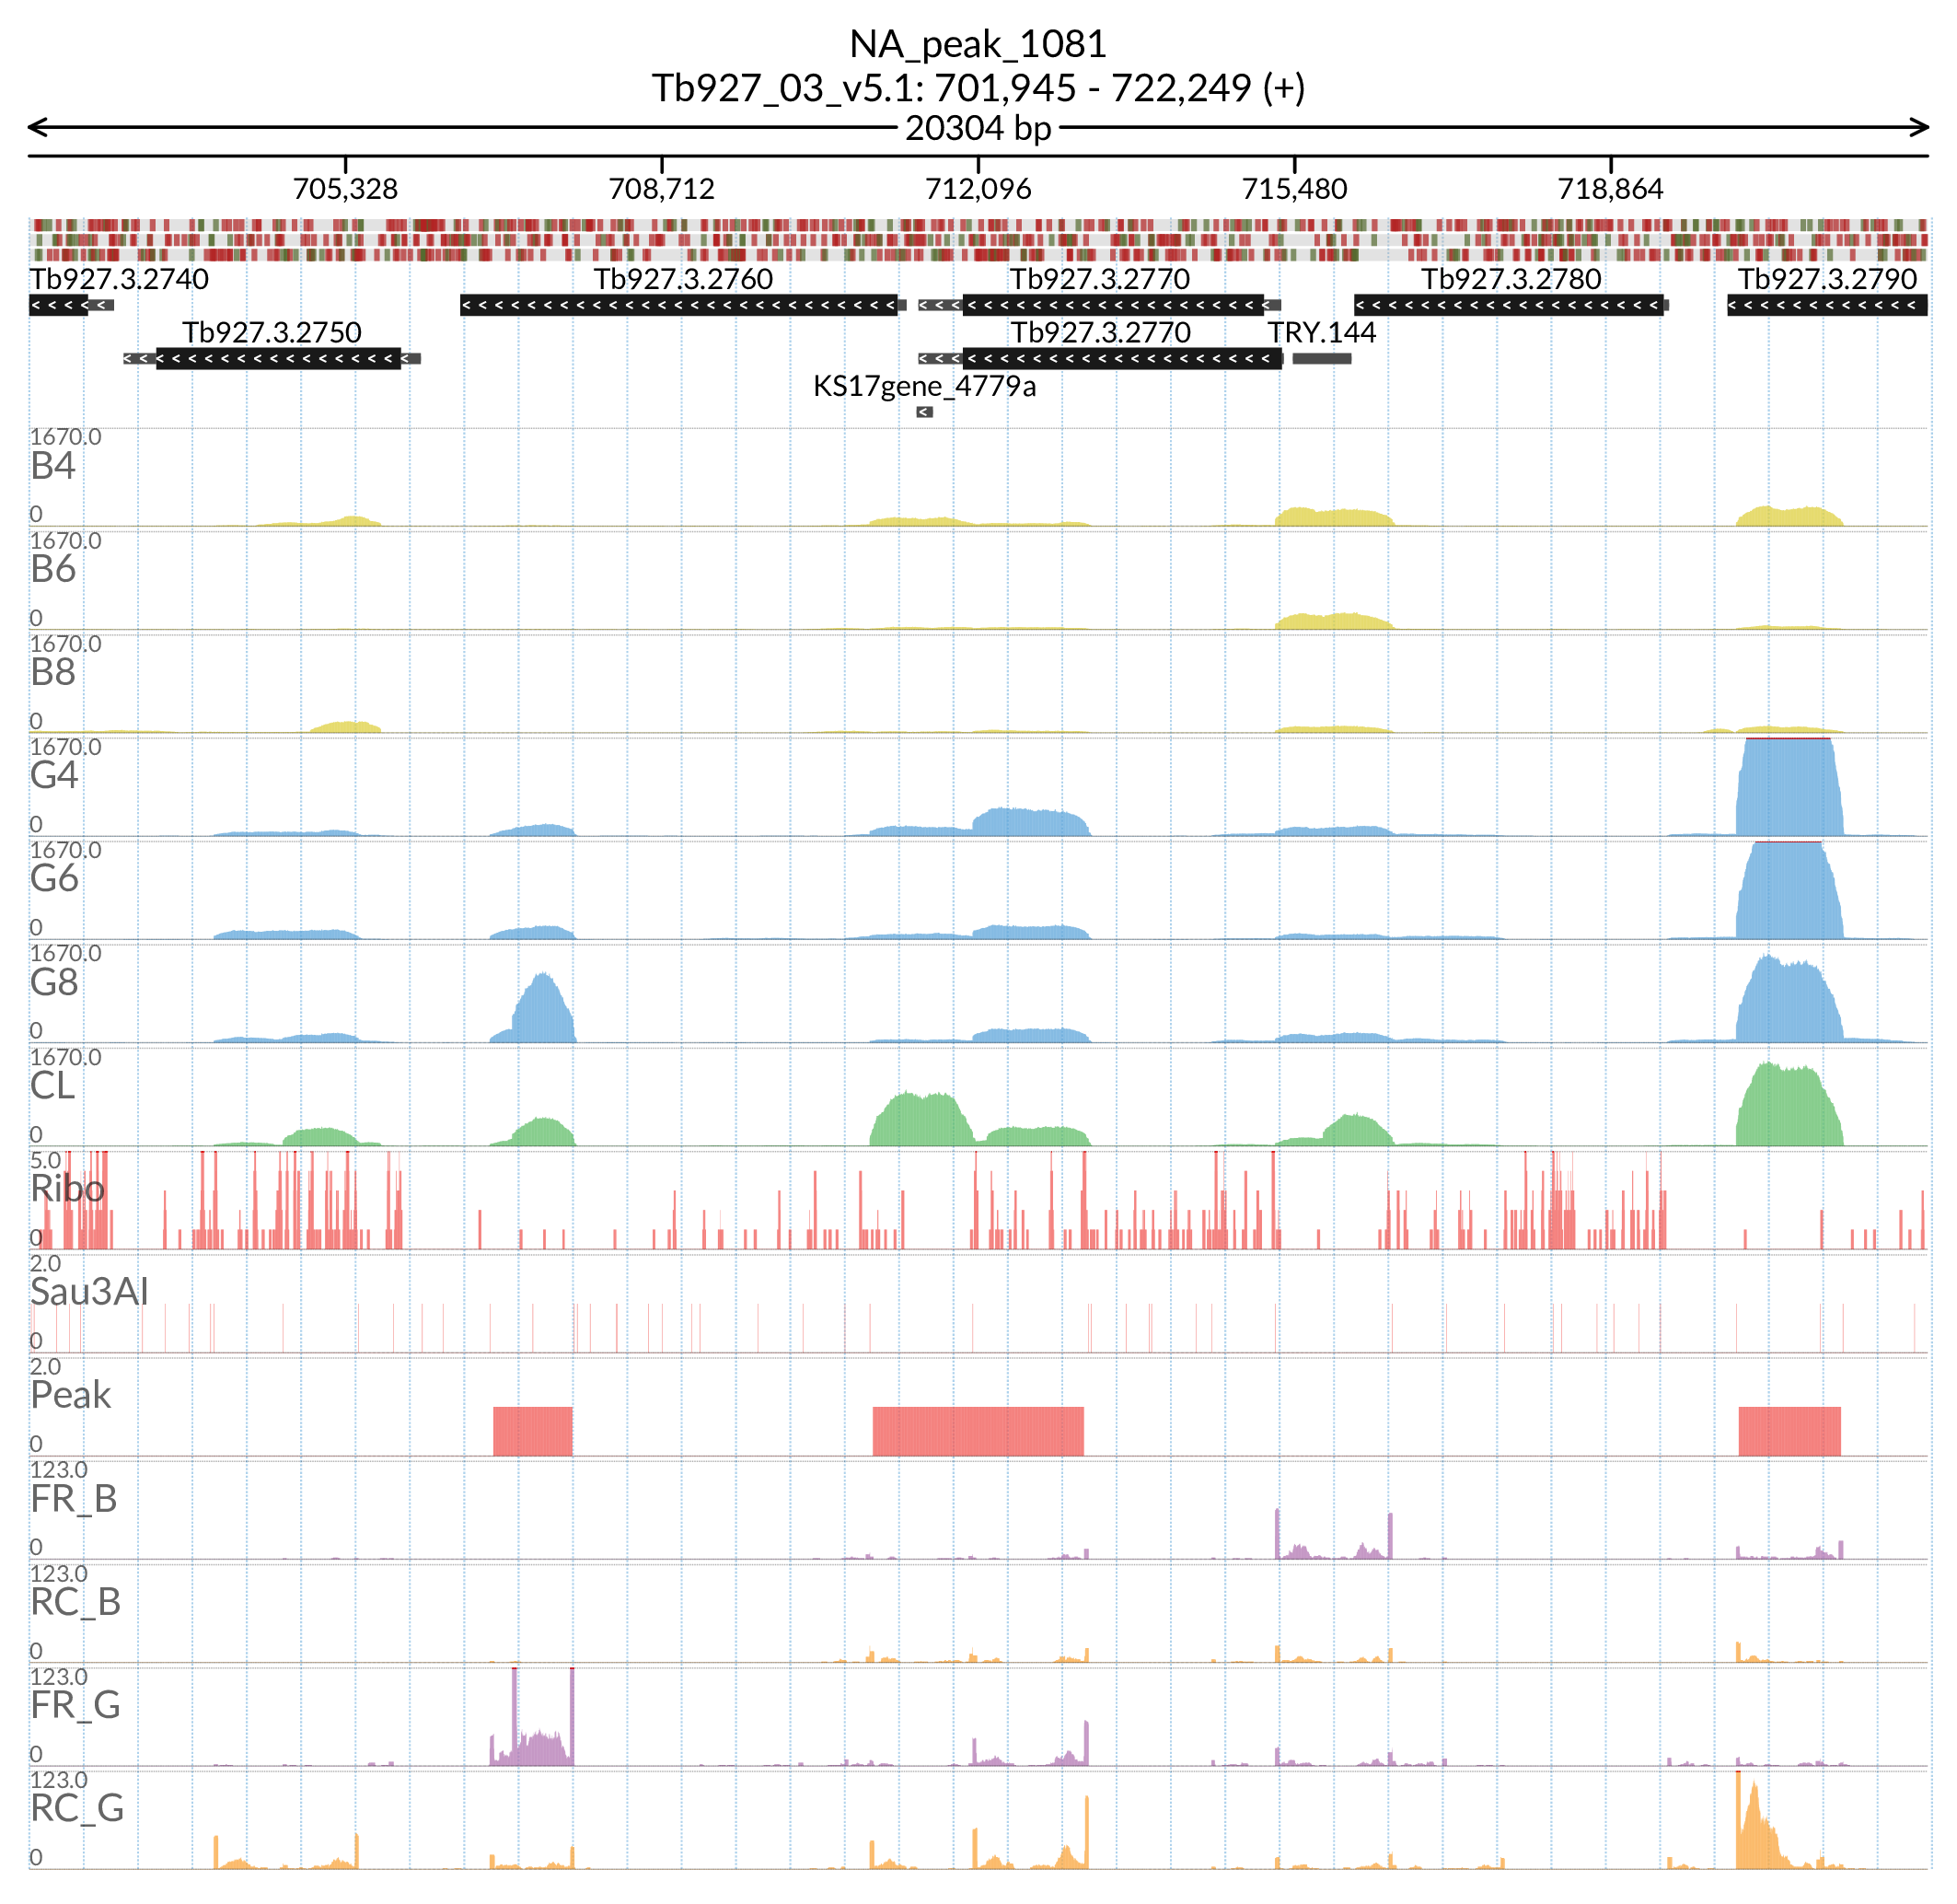 NA_peak_1081
Tb927_03_v5.1: 701,945 - 722,249 (+)
20304 bp
705,328 708,712 712,096 715,480 718,864
Tb927.3.2740 Tb927.3.2760 Tb927.3.2770 Tb927.3.2780 Tb927.3.2790
Tb927.3.2750 Tb927.3.2770 TRY.144
KS17gene_4779a
1670.0
B4
0
1670.0
B6
0
1670.0
B8
0
1670.0
G4
0
1670.0
G6
0
1670.0
G8
0
1670.0
CL
0
5.0
Ribo
0
2.0
Sau3AI
0
2.0
Peak
0
123.0
FR_B
0
123.0
RC_B
0
123.0
FR_G
0
123.0
RC_G
0